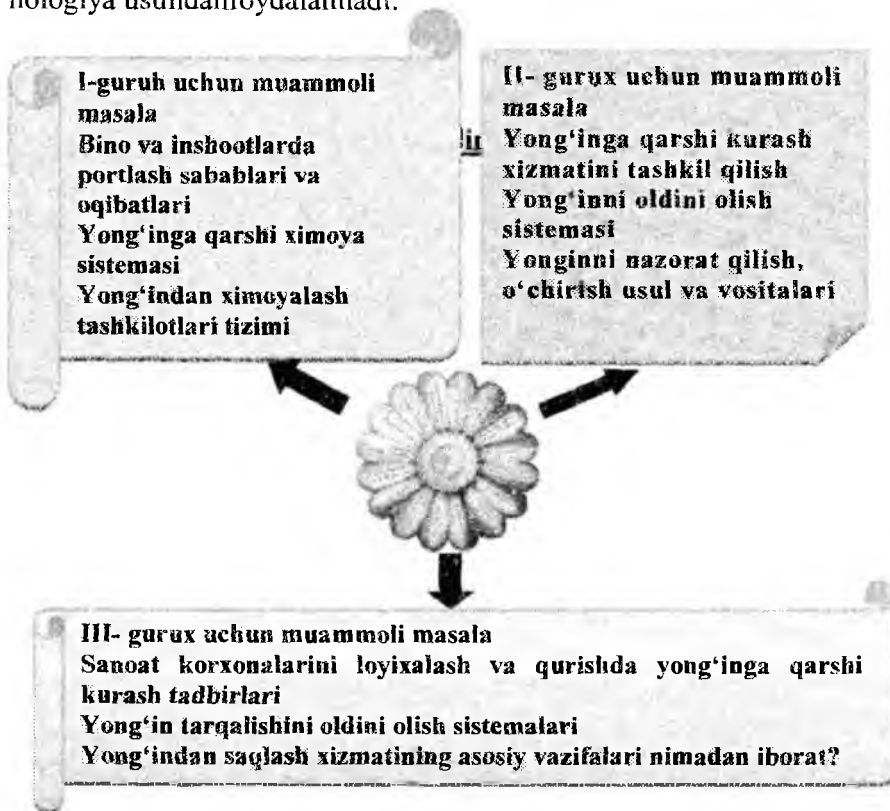 nologiya usundanfoydalanıladı.
I-guruh uchun muammoli
masala
Bino va inshootlarda
portlash sabablari va
oqibatlari
Yong‘inga qarshi ximoya
sistemasi
Yong‘indan ximoyalash
tashkilotlari tizimi
II- gurux uchun muammoli
masala
Yong‘inga qarshi kurash
xizmatini tashkil qilish
Yong‘inni oldini olish
sistemasi
Yonginni nazorat qilish,
o‘chirish usul va vositalari
III- gurux uchun muammoli masala
Sanoat korxonalarini loyixalash va qurishda yong‘inga qarshi
kurash tadbirlari
Yong‘in tarqalishini oldini olish sistemalari
Yong‘indan saqlash xizmatining asosiy vazifalari nimadan iborat?